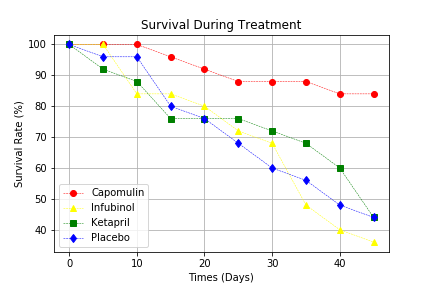 Survival During Treatment
Survival Rate (%)
100
90
80
70
60
50
40
Capomulin
Infubinol
Ketapril
Placebo
0
10
20
30
40
Times (Days)